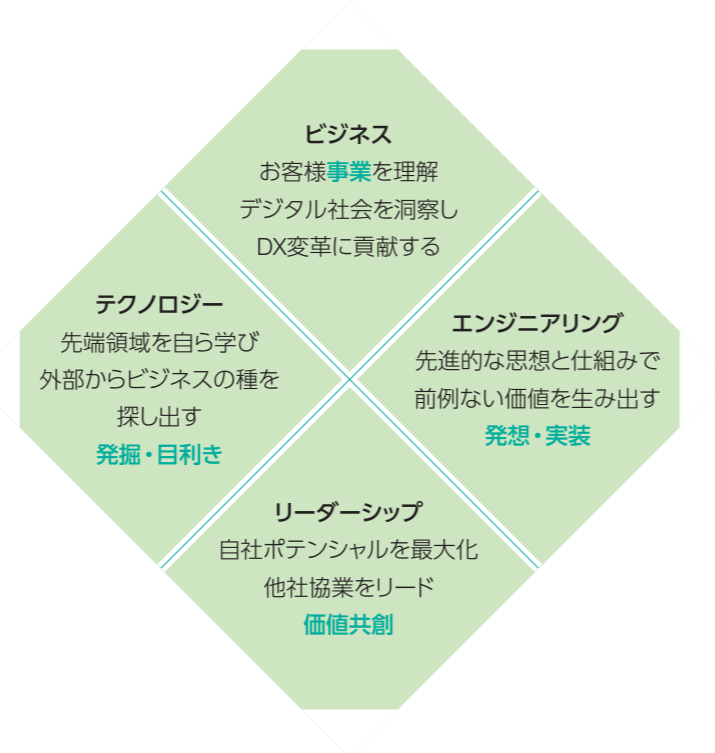 ビジネス
お客様事業を理解
デジタル社会を洞察し
DX変革に貢献する
テクノロジー
先端領域を自ら学び
外部からビジネスの種を
探し出す
発掘・目利き
エンジニアリング
先進的な思想と仕組みで
前例ない価値を生み出す
発想・実装
リーダーシップ
自社ポテンシャルを最大化
他社協業をリード
価値共創